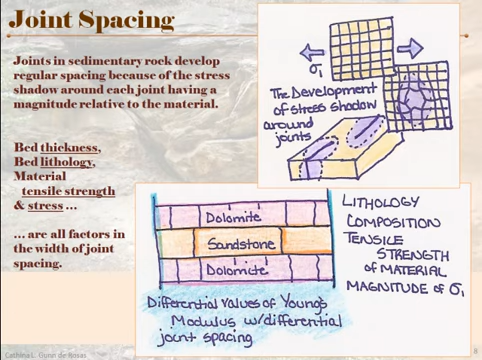 Joint Spacing
Joints in sedimentary rock develop
regular spacing because of the stress
shadow around each joint having a
magnitude relative to the material.
Bed thickness,
Bed lithology,
Material
tensile strength
& stress ...
... are all factors in
the width of joint
spacing.
σ1
The Development
of stress shadow
around
joints
Dolomite
Sandstone
Dolomite
Differential values of Young's
Modulus w/differential
joint spacing
LITHOLOGY
COMPOSITION
TENSILE
STRENGTH
OF MATERIAL
MAGNITUDE OF σ1
Cathina L. Gunn de Rosas
8